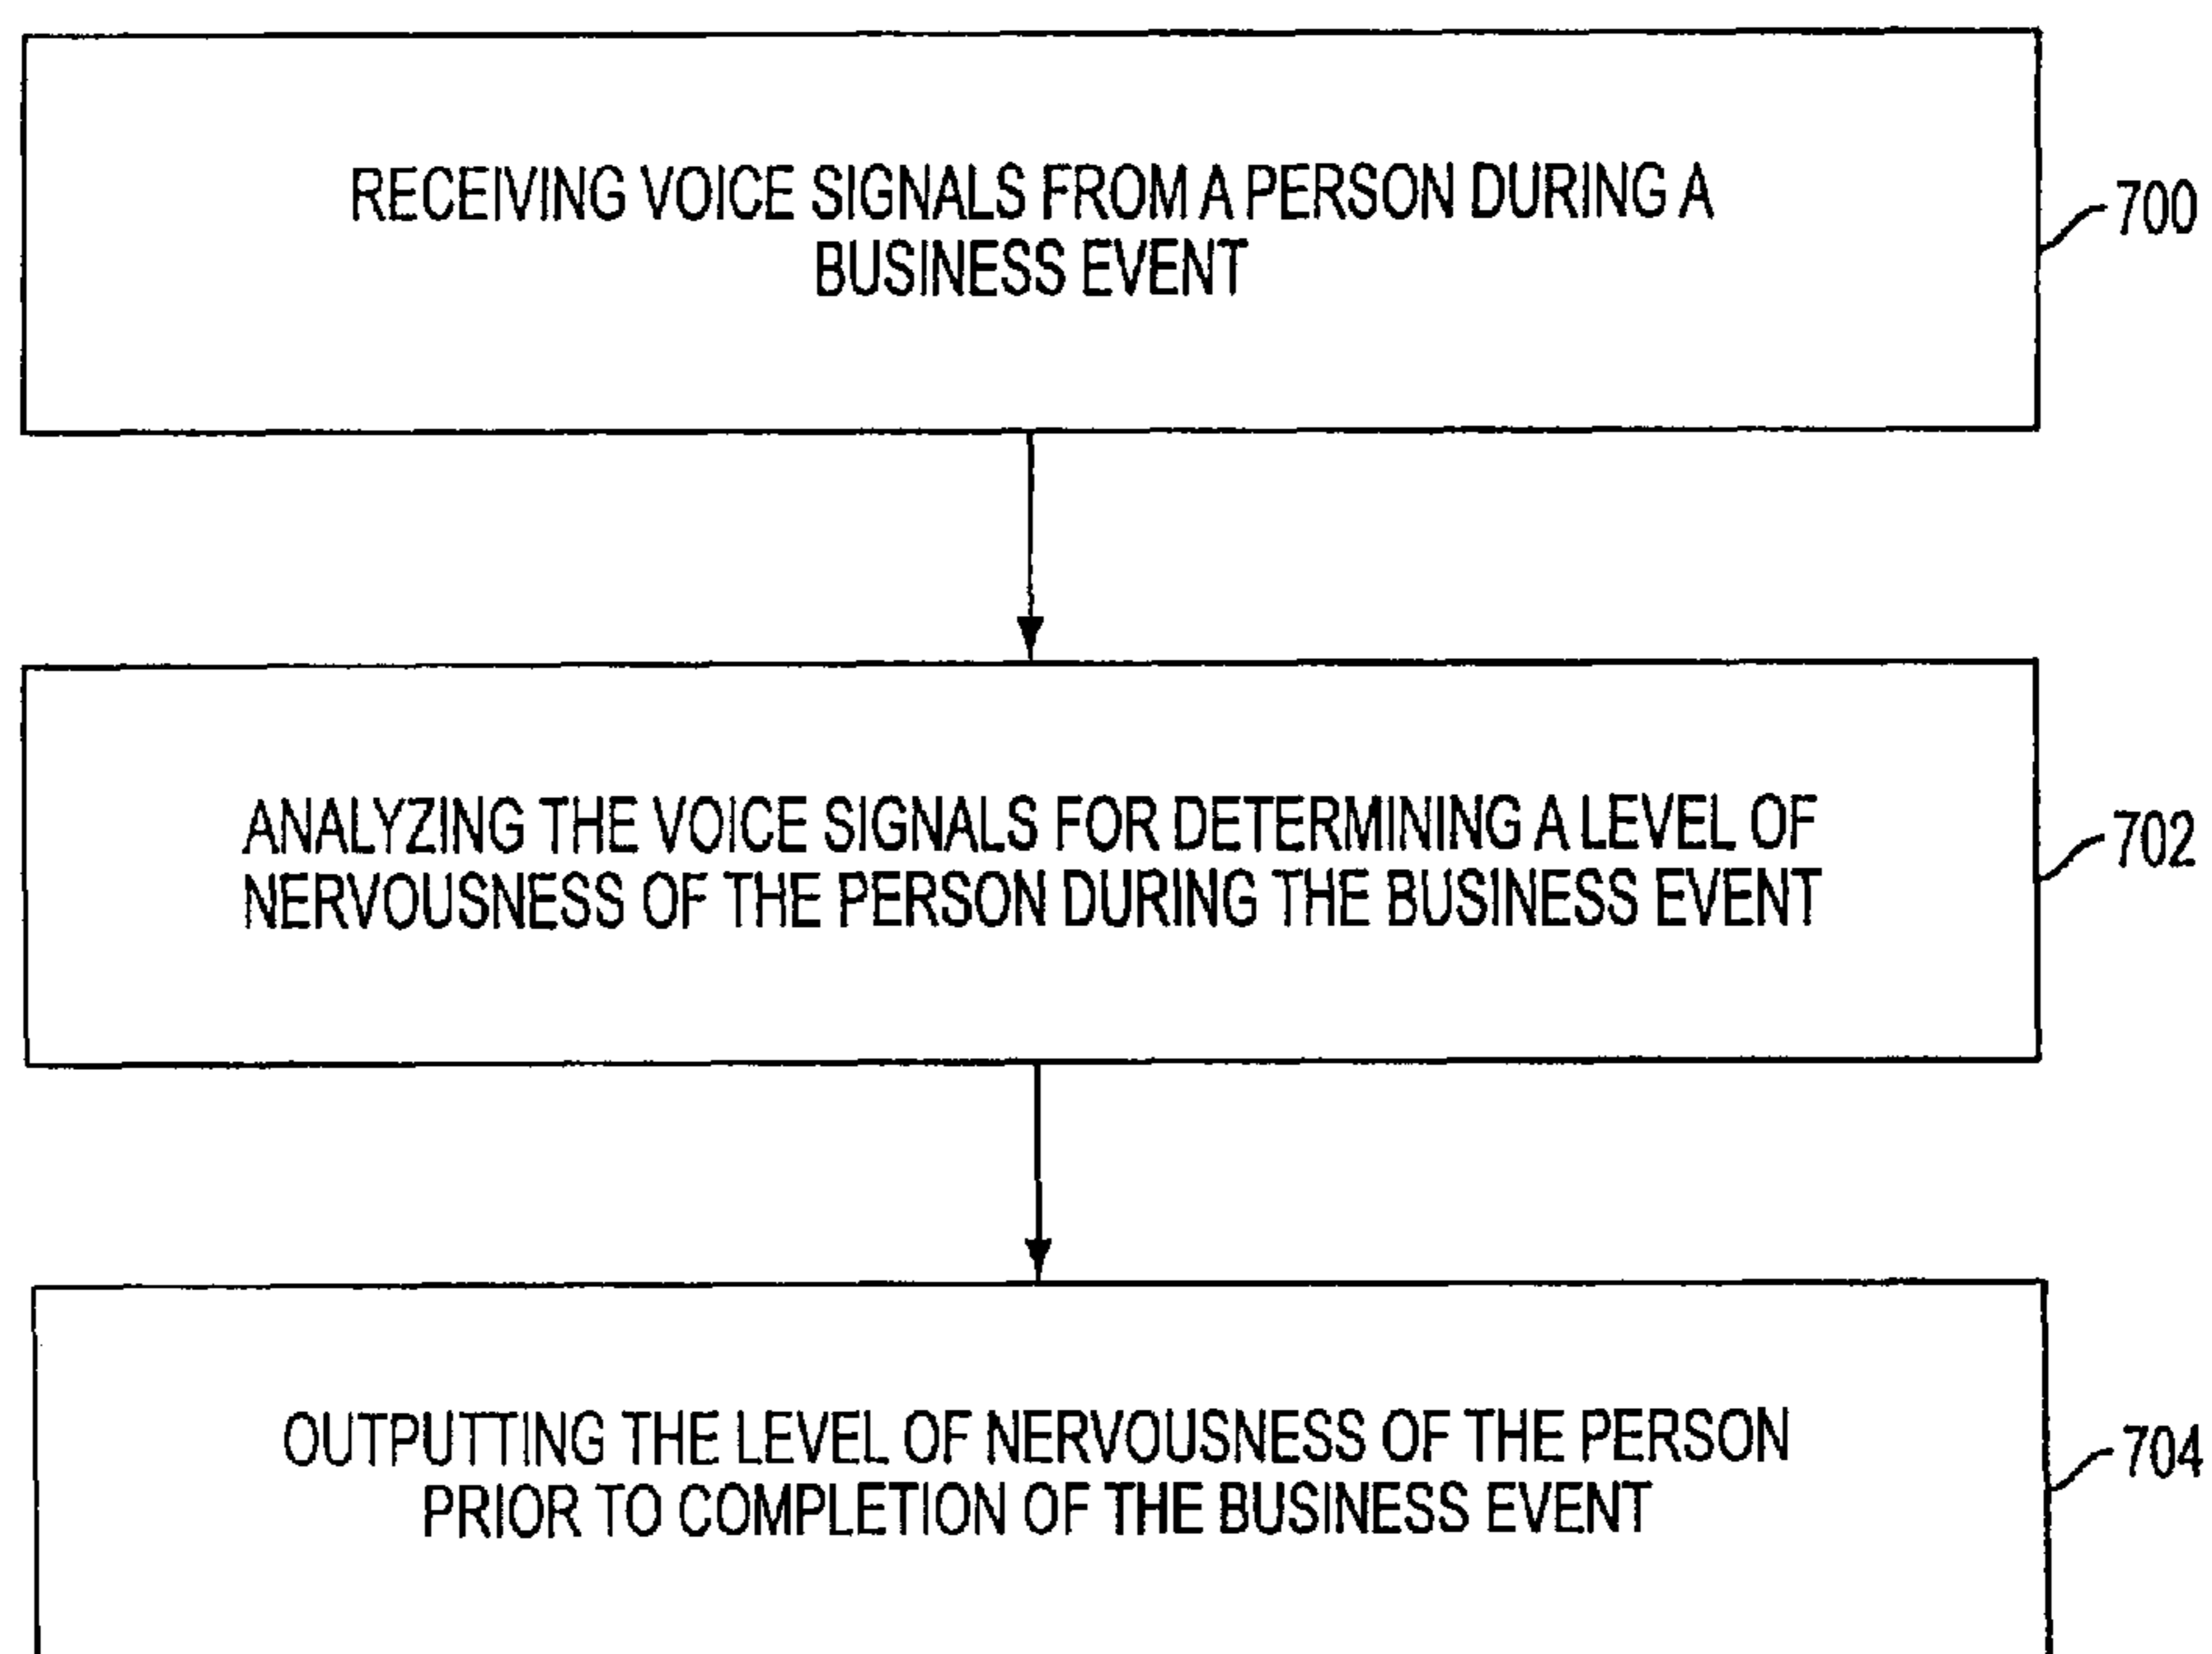 RECEIVING VOICE SIGNALS FROM A PERSON DURING A
BUSINESS EVENT
700
ANALYZING THE VOICE SIGNALS FOR DETERMINING A LEVEL OF
NERVOUSNESS OF THE PERSON DURING THE BUSINESS EVENT
702
OUTPUTTING THE LEVEL OF NERVOUSNESS OF THE PERSON
PRIOR TO COMPLETION OF THE BUSINESS EVENT
704